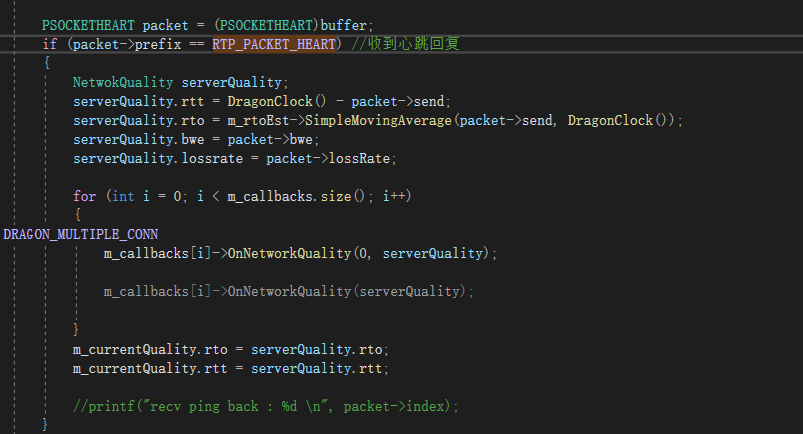 PSOCKETHEART packet = (PSOCKETHEART)buffer;
if (packet->prefix == RTP_PACKET_HEART) //收到心跳回复
{
NetwokQuality serverQuality;
serverQuality.rtt = DragonClock() - packet->send;
serverQuality.rto = m_rtoEst->SimpleMovingAverage(packet->send, DragonClock());
serverQuality.bwe = packet->bwe;
serverQuality.lossrate = packet->lossRate;
for (int i = 0; i < m_callbacks.size(); i++)
{
DRAGON_MULTIPLE_CONN
m_callbacks[i]->OnNetworkQuality(0, serverQuality);
m_callbacks[i]->OnNetworkQuality(serverQuality);
}
m_currentQuality.rto = serverQuality.rto;
m_currentQuality.rtt = serverQuality.rtt;
//printf("recv ping back : %d \n", packet->index);
}